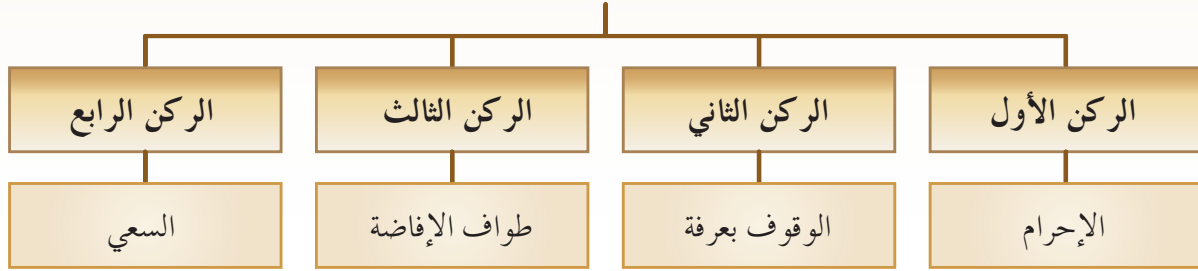 الركن الأول
الركن الثاني
الركن الثالث
الركن الرابع
الإحرام
الوقوف بعرفة
طواف الإفاضة
السعي